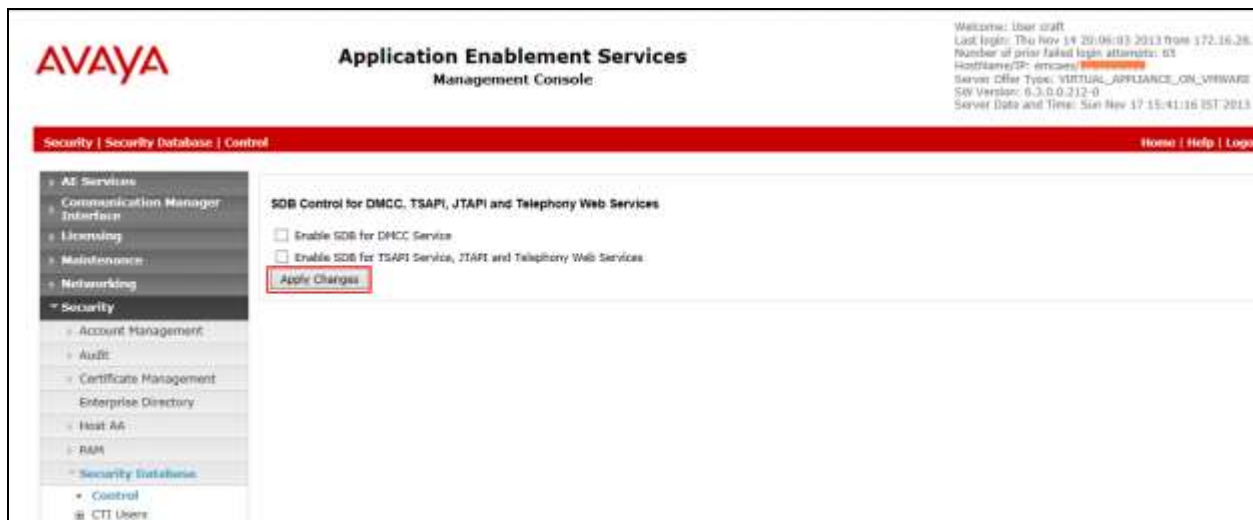 AVAYA
Application Enablement Services
Management Console
Welcome: User craft
Last login: Thu Nov 14 20:06:03 2013 from 172.16.28.
Number of prior failed login attempts: 63
HostName/IP: emcaes/
Server Offer Type: VIRTUAL_APPLIANCE_ON_VMWARE
SW Version: 6.3.0.0.212-0
Server Date and Time: Sun Nov 17 15:41:16 IST 2013
Security | Security Database | Control
Home | Help | Logo
AE Services
Communication Manager
Interface
Licensing
Maintenance
Networking
Security
Account Management
Audit
Certificate Management
Enterprise Directory
Host AA
PAM
Security Database
Control
CTI Users
SDB Control for DMCC, TSAPI, JTAPI and Telephony Web Services
Enable SDB for DMCC Service
Enable SDB for TSAPI Service, JTAPI and Telephony Web Services
Apply Changes